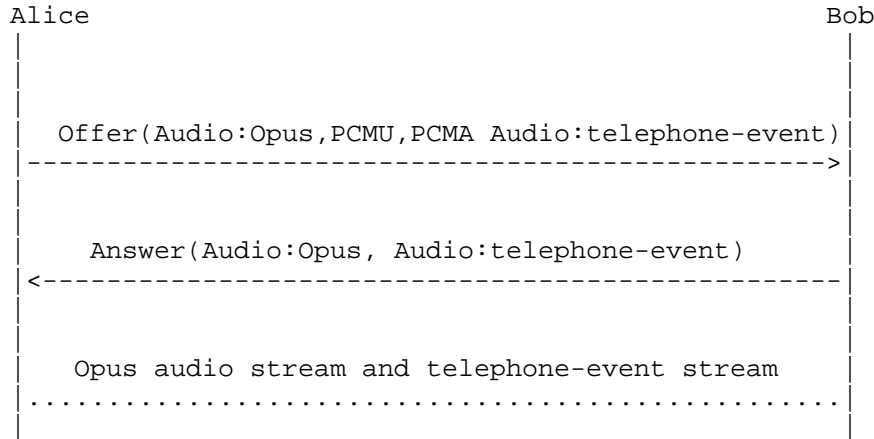 Alice Bob
Offer(Audio:Opus,PCMU,PCMA Audio:telephone-event)
Answer(Audio:Opus, Audio:telephone-event)
Opus audio stream and telephone-event stream